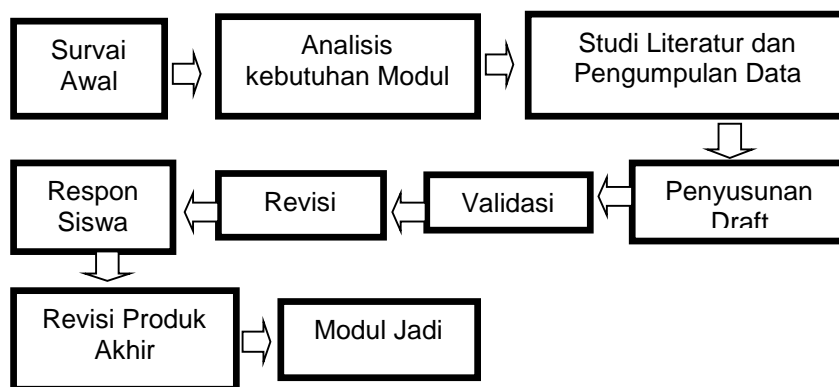 Survai
Awal
Analisis
kebutuhan Modul
Studi Literatur dan
Pengumpulan Data
Penyusunan
Draft
Validasi
Revisi
Respon
Siswa
Revisi Produk
Akhir
Modul Jadi